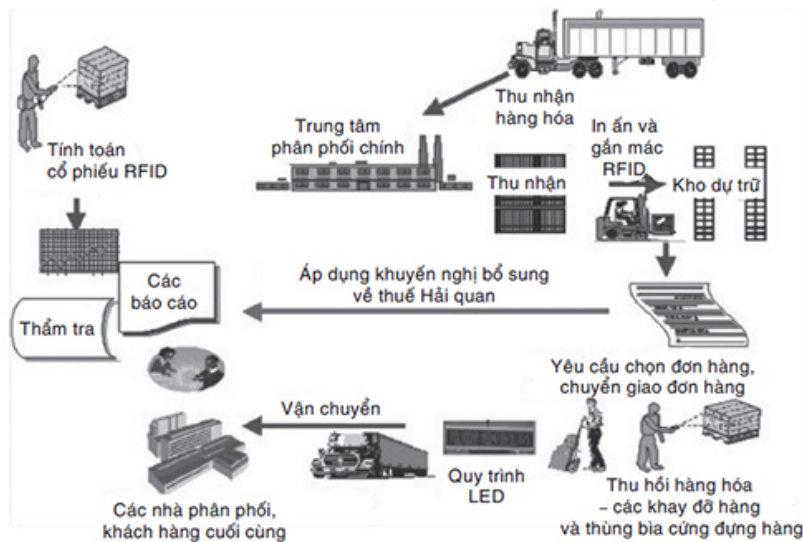 Thu nhận
hàng hóa
Trung tâm
phân phối chính
Tính toán
cổ phiếu RFID
In ấn và
gắn mác
RFID
Thu nhận
Kho dự trữ
Các
báo cáo
Thẩm tra
Áp dụng khuyến nghị bổ sung
về thuế Hải quan
Yêu cầu chọn đơn hàng,
chuyển giao đơn hàng
Vận chuyển
Quy trình
LED
Thu hồi hàng hóa
– các khay đỡ hàng
và thùng bìa cứng đựng hàng
Các nhà phân phối,
khách hàng cuối cùng